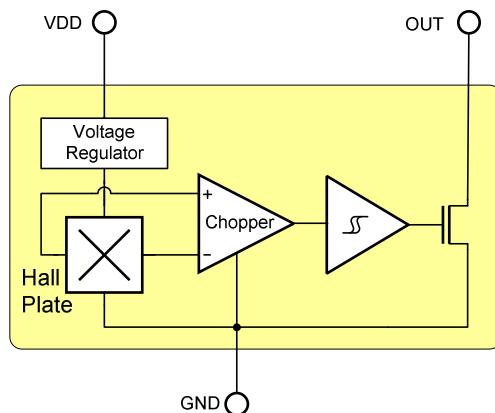 VDD
OUT
Voltage
Regulator
+
Chopper
−
Hall
Plate
GND